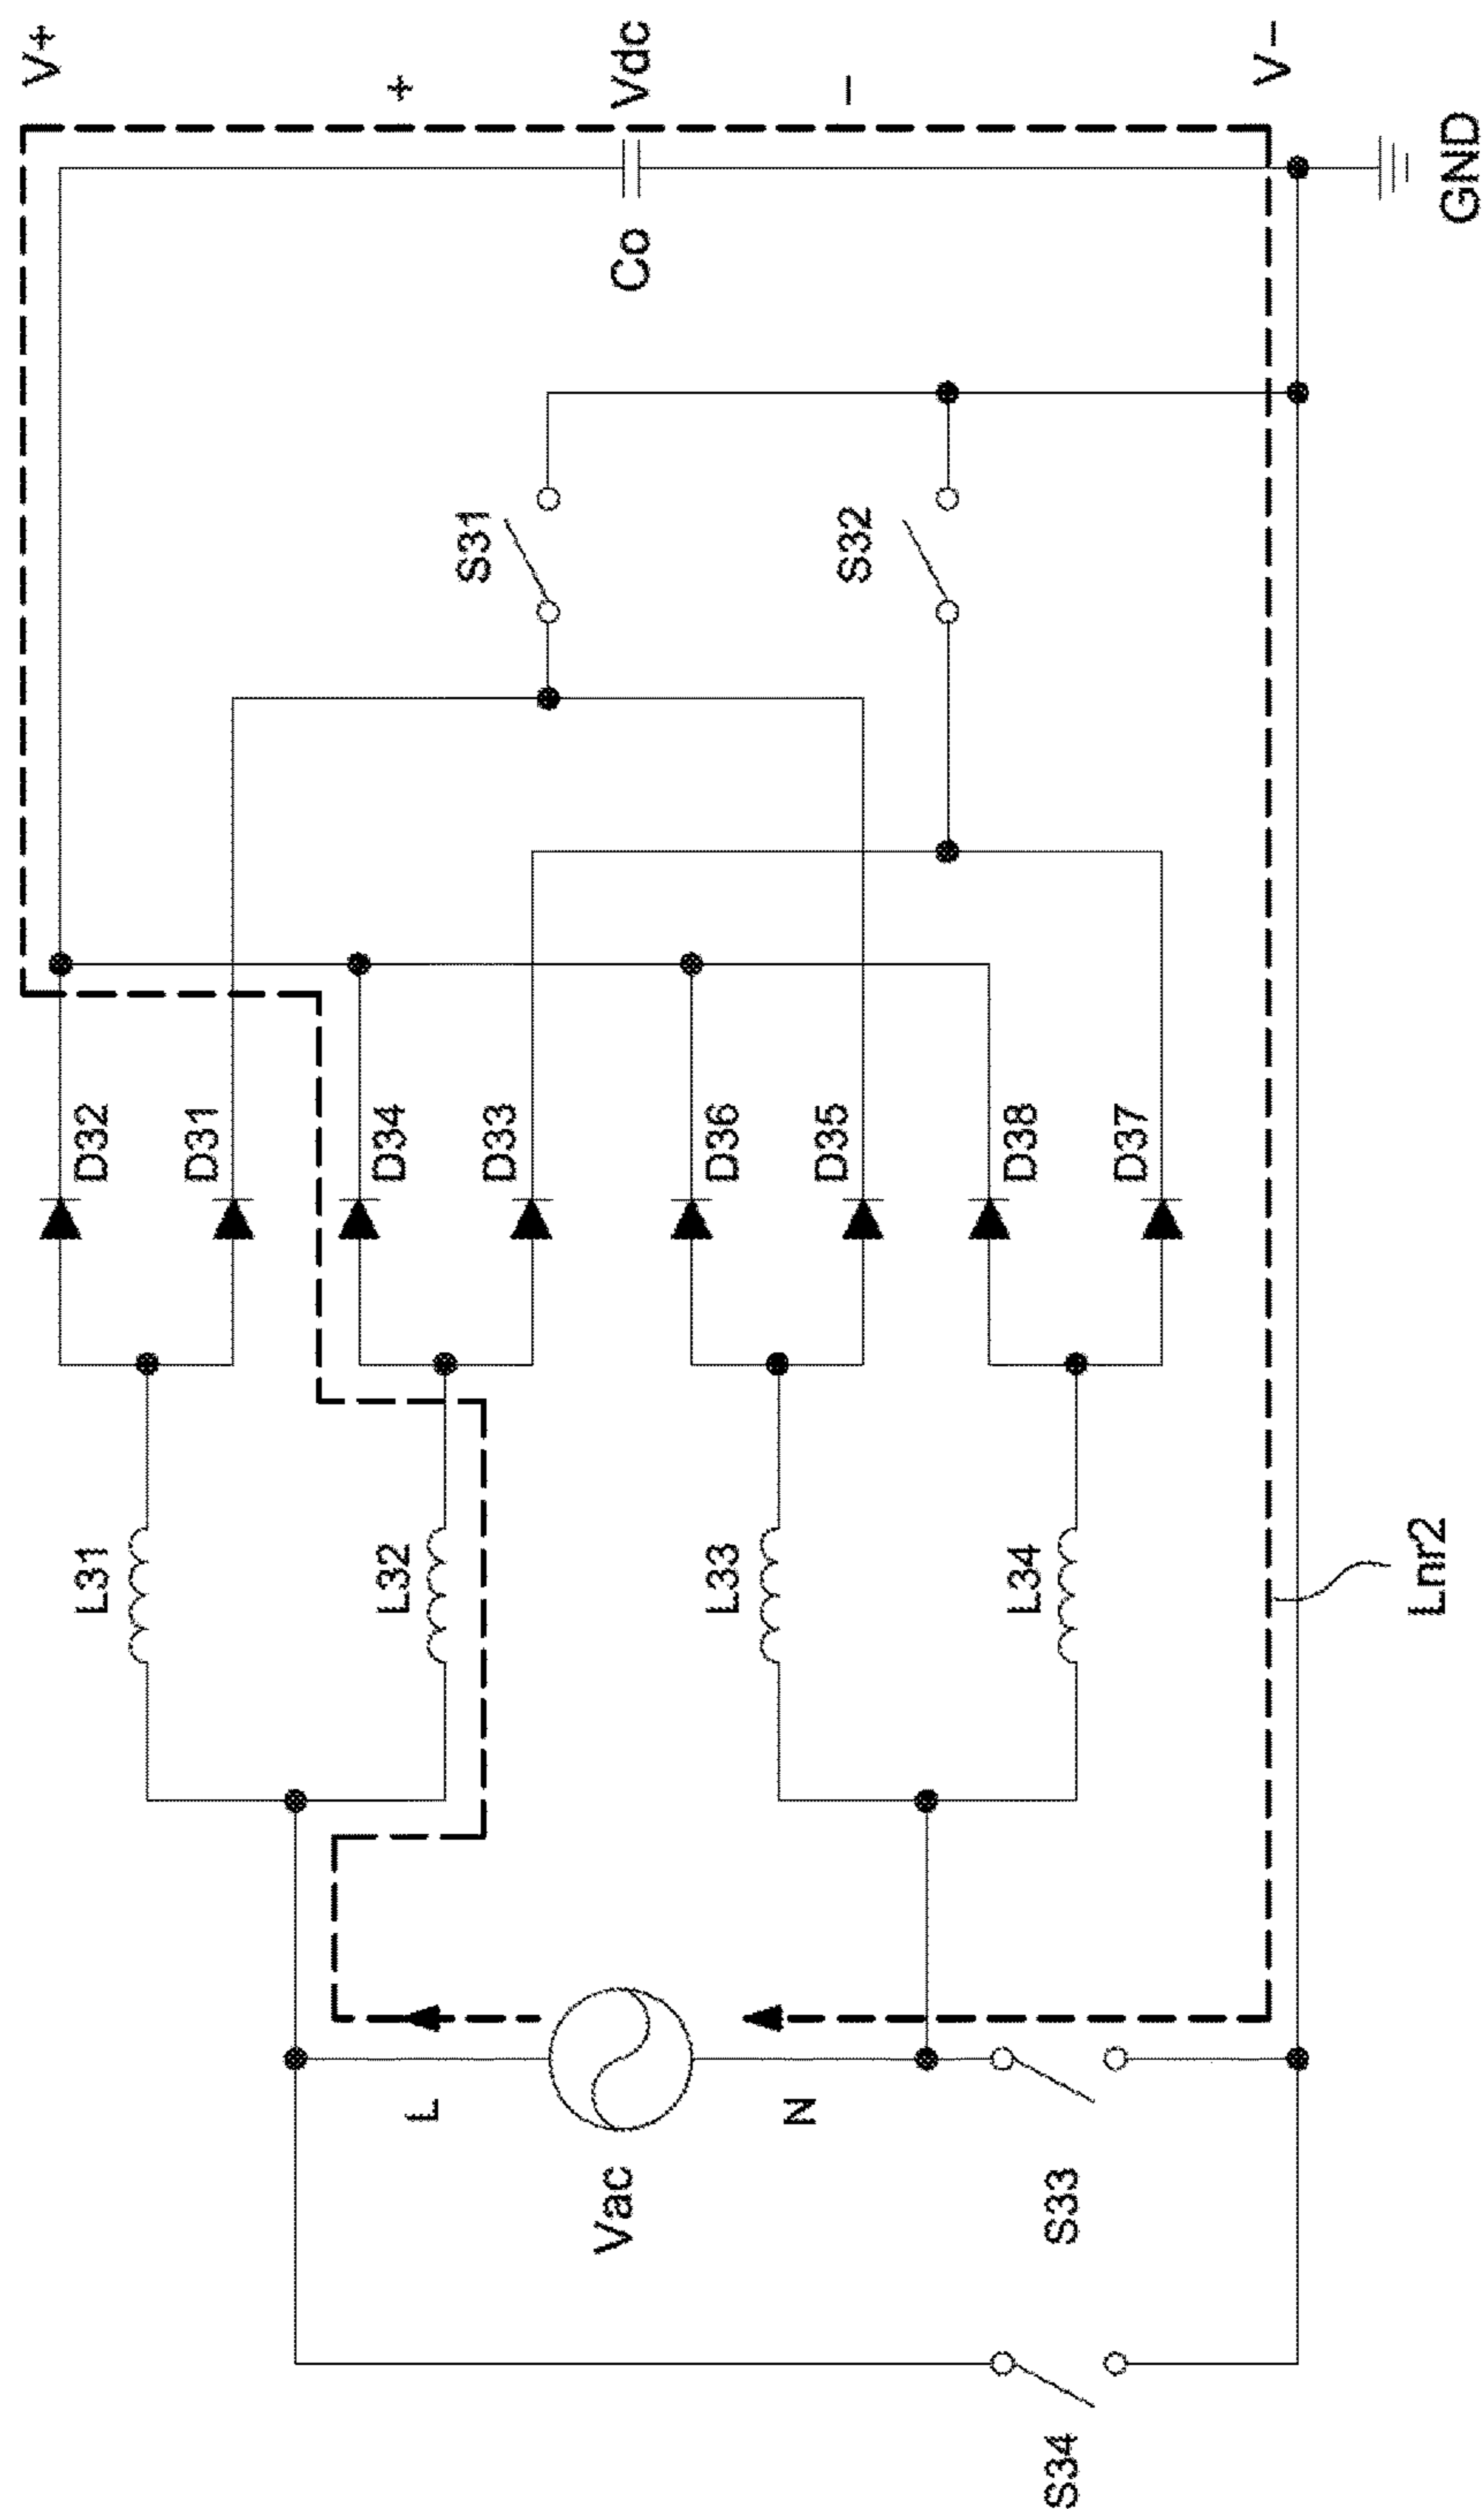 V+
+
Vdc
−
V−
Co
GND
S31
S32
D32
D31
D34
D33
D36
D35
D38
D37
L31
L32
L33
L34
Lnr2
L
N
Vac
S33
S34